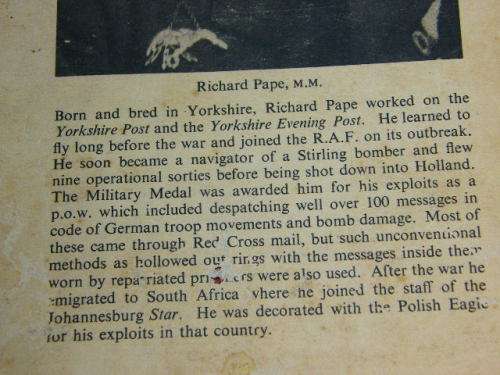 Richard Pape, M.M.
Born and bred in Yorkshire, Richard Pape worked on the
Yorkshire Post and the Yorkshire Evening Post. He learned to
fly long before the war and joined the R.A.F. on its outbreak.
He soon became a navigator of a Stirling bomber and flew
nine operational sorties before being shot down into Holland.
The Military Medal was awarded him for his exploits as a
p.o.w. which included despatching well over 100 messages in
code of German troop movements and bomb damage. Most of
these came through Red Cross mail, but such unconventional
methods as hollowed out rings with the messages inside them
worn by repatriated were also used. After the war he
emigrated to South Africa where he joined the staff of the
Johannesburg Star. He was decorated with the Polish Eagle
for his exploits in that country.